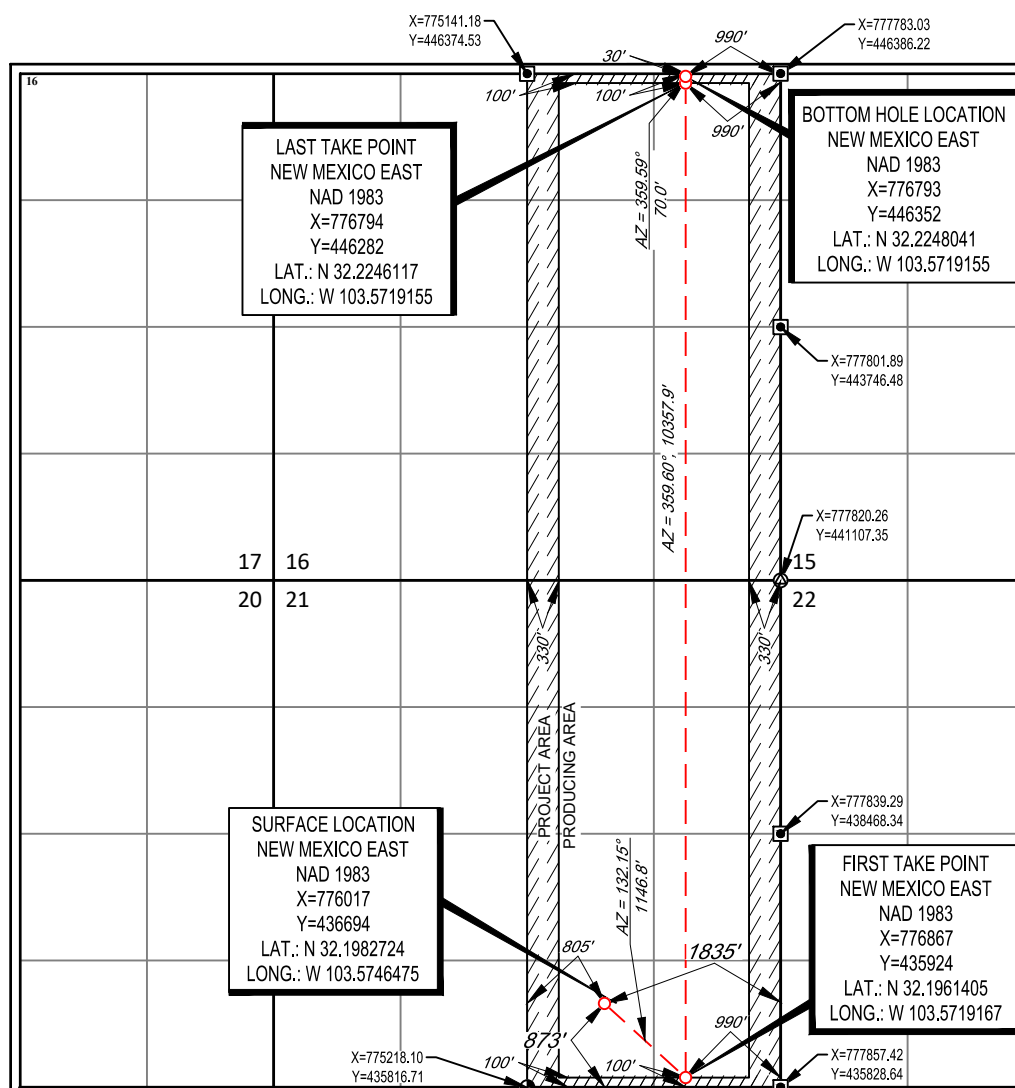 X=775141.18
Y=446374.53
990'
X=777783.03
Y=446386.22
30'
16
100'
100'
990'
LAST TAKE POINT
NEW MEXICO EAST
NAD 1983
X=776794
Y=446282
LAT.: N 32.2246117
LONG.: W 103.5719155
BOTTOM HOLE LOCATION
NEW MEXICO EAST
NAD 1983
X=776793
Y=446352
LAT.: N 32.2248041
LONG.: W 103.5719155
AZ = 359.59°
70.0'
X=777801.89
Y=443746.48
AZ = 359.60°, 10357.9'
X=777820.26
Y=441107.35
17 16
15
20 21
22
330'
330'
PROJECT AREA
PRODUCING AREA
X=777839.29
Y=438468.34
SURFACE LOCATION
NEW MEXICO EAST
NAD 1983
X=776017
Y=436694
LAT.: N 32.1982724
LONG.: W 103.5746475
AZ = 132.15°
1146.8'
FIRST TAKE POINT
NEW MEXICO EAST
NAD 1983
X=776867
Y=435924
LAT.: N 32.1961405
LONG.: W 103.5719167
805'
1835'
873'
990'
X=775218.10
Y=435816.71
100'
100'
X=777857.42
Y=435828.64